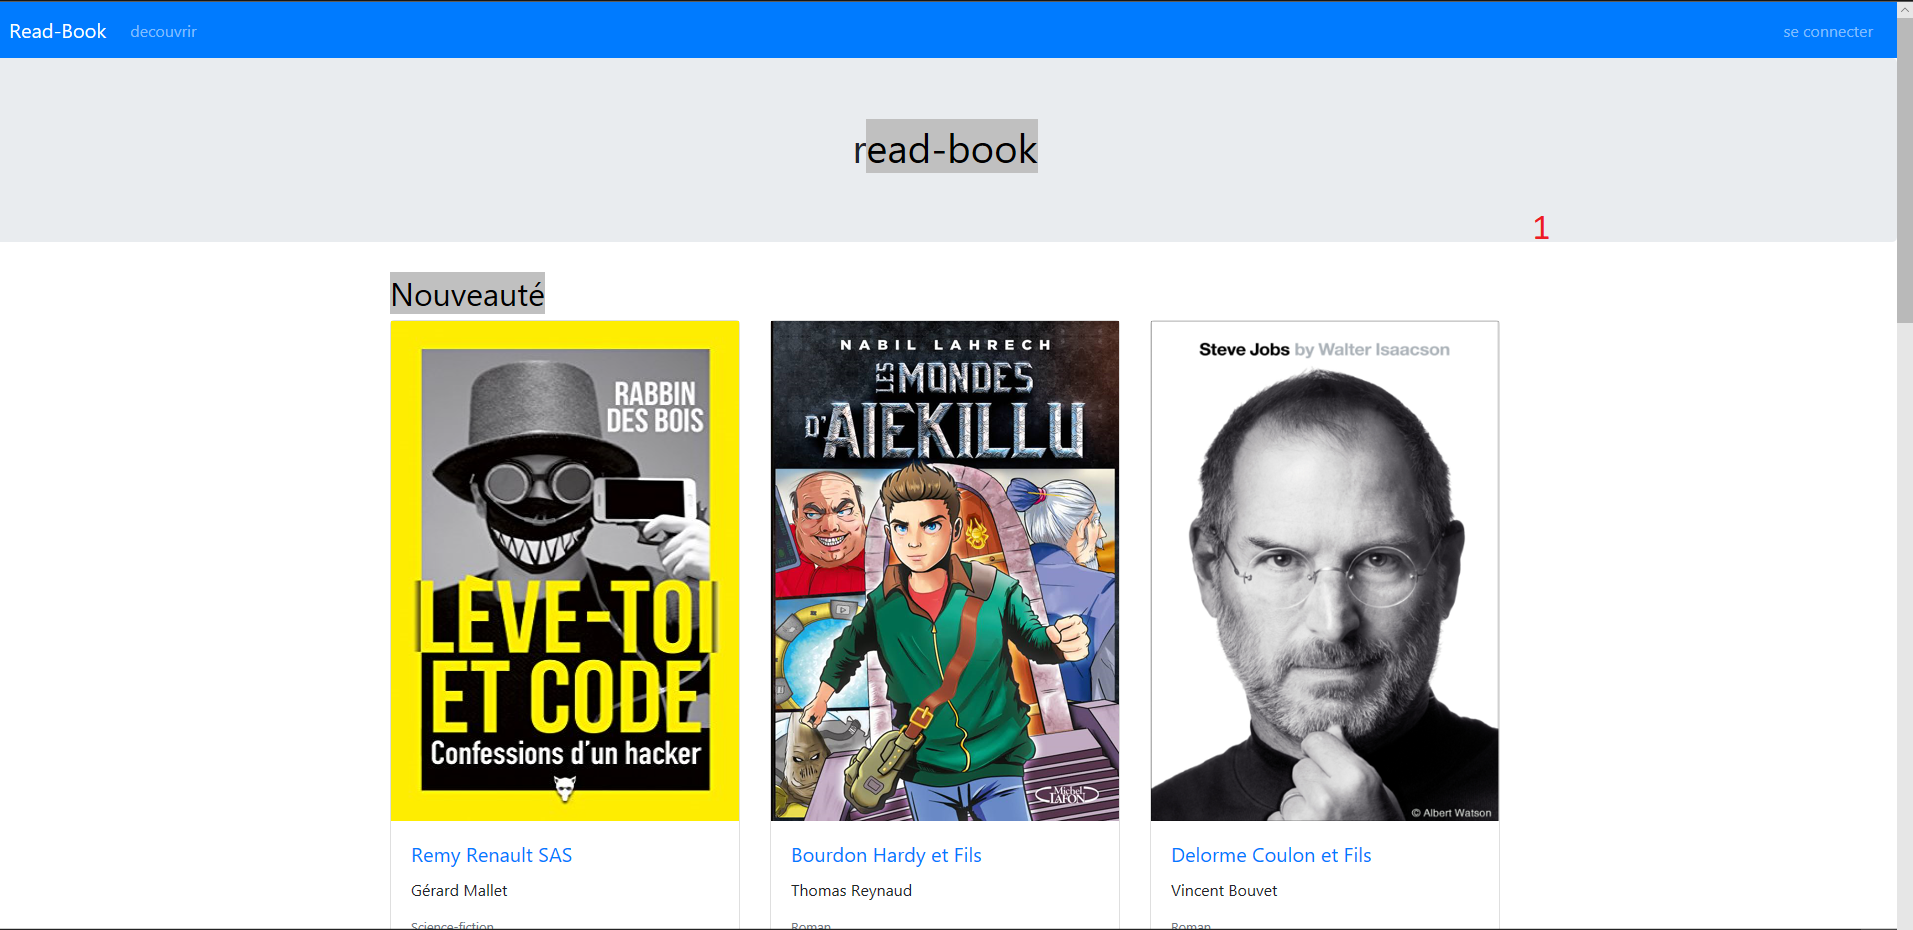 Read-Book decouvrir se connecter
read-book
1
Nouveauté
RABBIN
DES BOIS
LÈVE-TOI
ET CODE
Confessions d'un hacker
Remy Renault SAS
Gérard Mallet
Science-fiction
NABIL LAHRECH
LES MONDES
D'AIEKILLU
Michel
LAFON
Bourdon Hardy et Fils
Thomas Reynaud
Roman
Steve Jobs by Walter Isaacson
© Albert Watson
Delorme Coulon et Fils
Vincent Bouvet
Roman